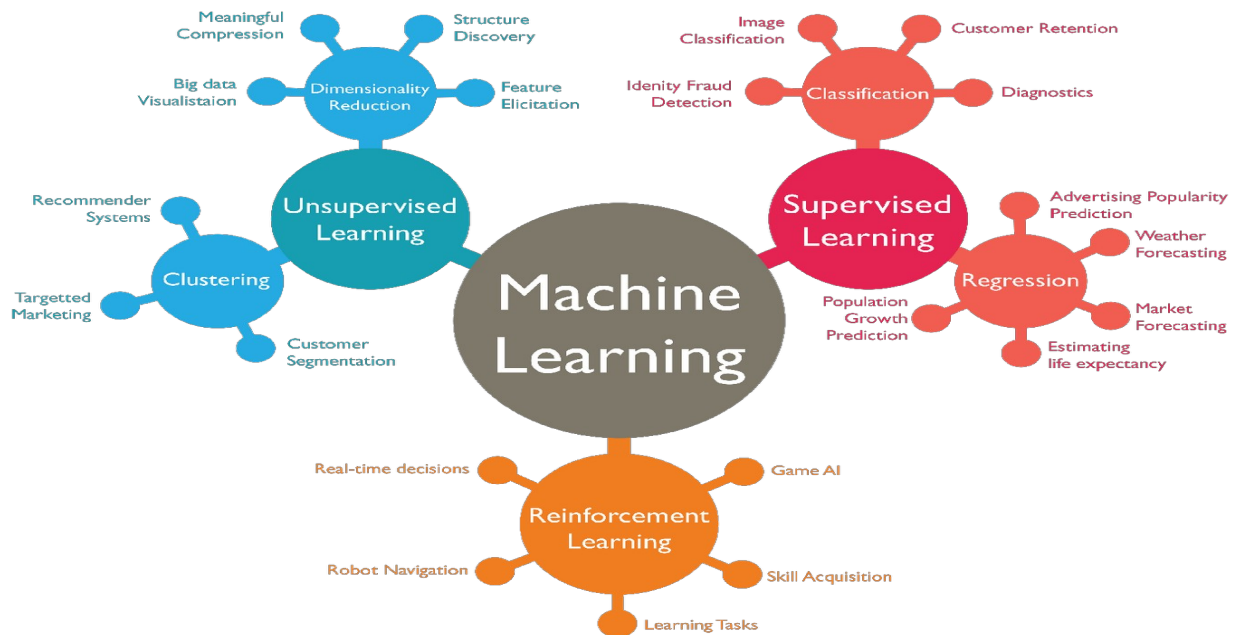 Meaningful
Compression
Structure
Discovery
Big data
Visualistaion
Dimensionality
Reduction
Feature
Elicitation
Image
Classification
Customer Retention
Idenity Fraud
Detection
Classification
Diagnostics
Recommender
Systems
Unsupervised
Learning
Clustering
Targetted
Marketing
Customer
Segmentation
Machine
Learning
Supervised
Learning
Advertising Popularity
Prediction
Weather
Forecasting
Regression
Population
Growth
Prediction
Market
Forecasting
Estimating
life expectancy
Real-time decisions
Game AI
Reinforcement
Learning
Robot Navigation
Skill Acquisition
Learning Tasks